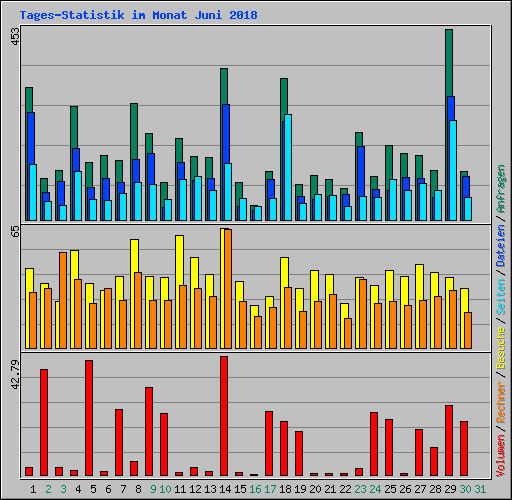 Tages-Statistik im Monat Juni 2018
453
65
42.79
Volumen / Rechner / Besuche / Seiten / Dateien / Anfragen
1 2 3 4 5 6 7 8 9 10 11 12 13 14 15 16 17 18 19 20 21 22 23 24 25 26 27 28 29 30 31